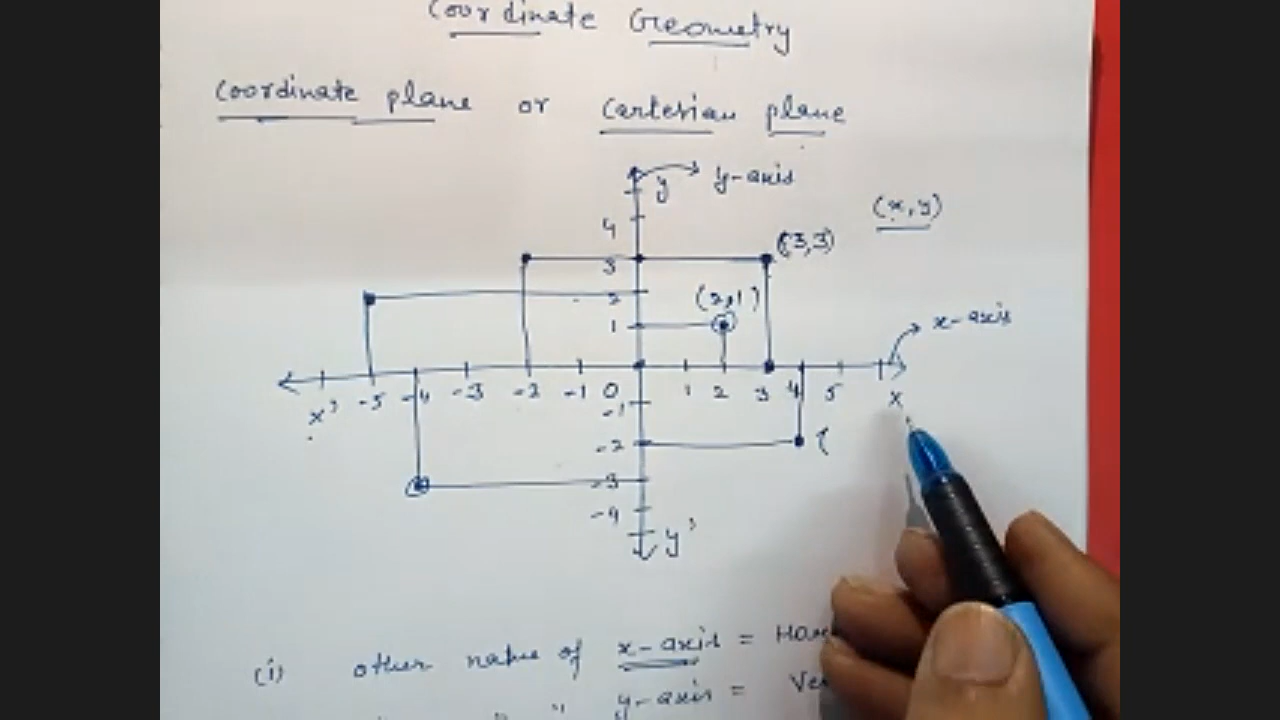 Coordinate Geometry
Coordinate plane or Cartesian plane
y y-axis
(x,y)
4
(3,3)
3
2 (2,1)
1
x-axis
x' -5 -4 -3 -2 -1 0 1 2 3 4 5 x
-1
-2 (
-3
-4
y'
(i) other name of x-axis =
y-axis =